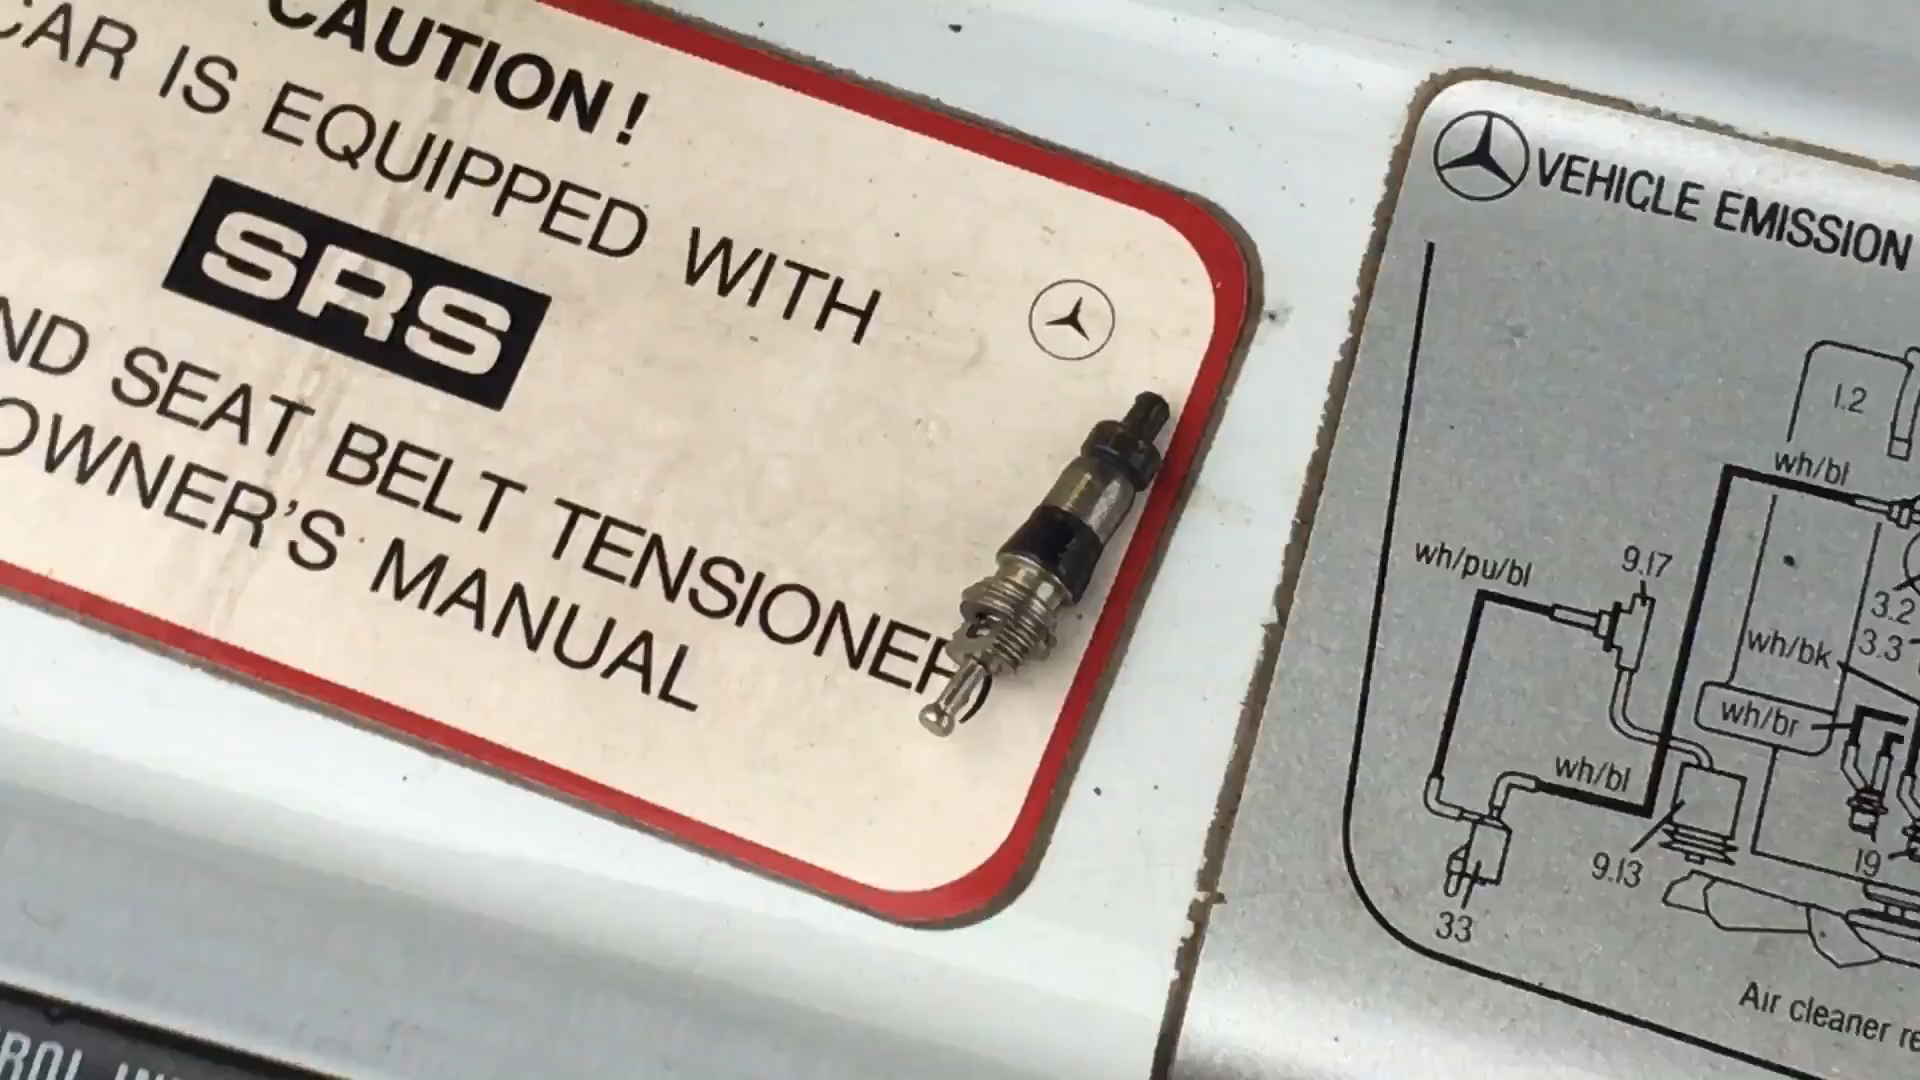 CAUTION!
CAR IS EQUIPPED WITH
SRS
ND SEAT BELT TENSIONER)
OWNER'S MANUAL
VEHICLE EMISSION
1.2
wh/bl
wh/pu/bl
9.17
3.2
3.3
wh/bk
wh/br
wh/bl
9.13
19
33
Air cleaner re